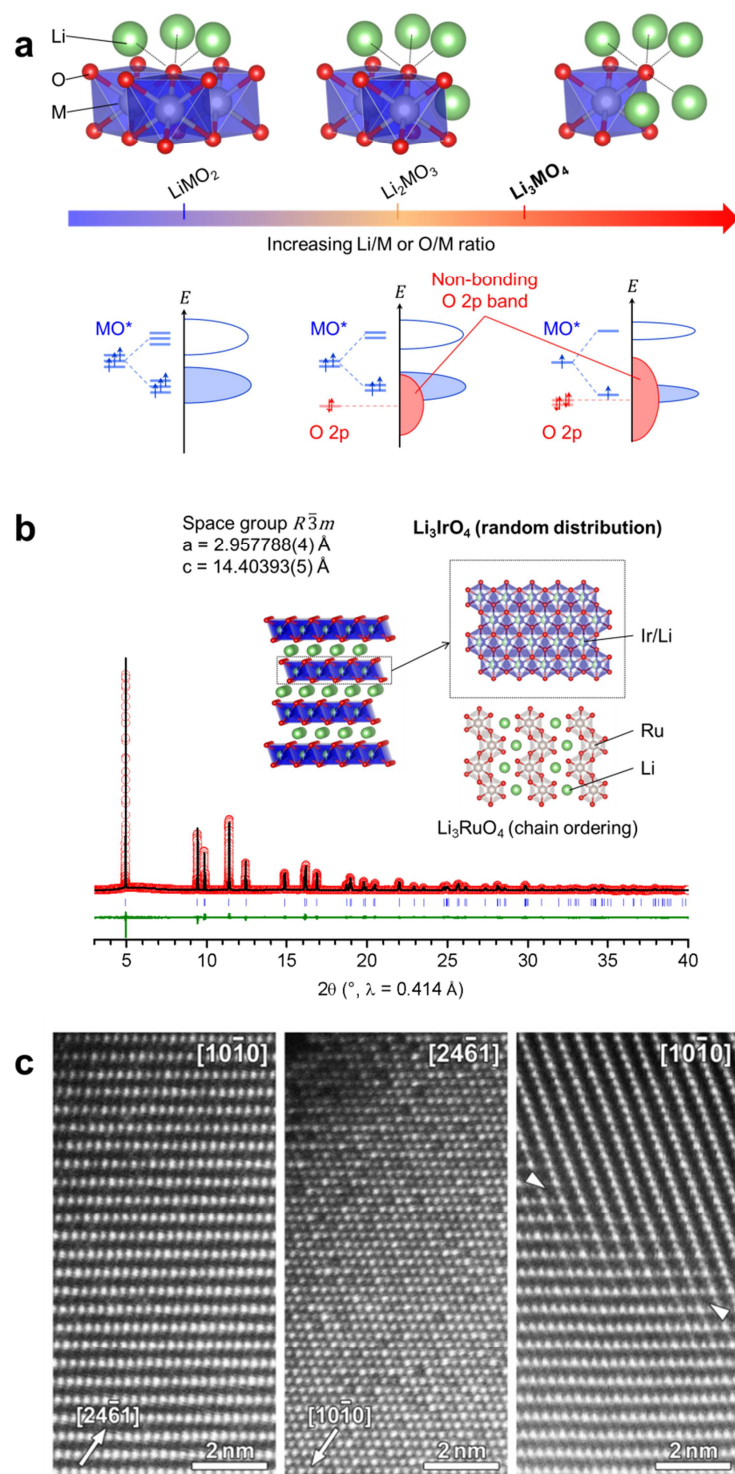 a
Li
O
M
LiMO₂
Li₂MO₃
Li₃MO₄
Increasing Li/M or O/M ratio
Non-bonding
O 2p band
E
MO*
E
MO*
O 2p
E
MO*
O 2p
b
Space group R3̄m
a = 2.957788(4) Å
c = 14.40393(5) Å
Li₃IrO₄ (random distribution)
Ir/Li
Ru
Li
Li₃RuO₄ (chain ordering)
5
10
15
20
25
30
35
40
2θ (°, λ = 0.414 Å)
c
[101̄0]
[246̄1]
[101̄0]
[246̄1]
2 nm
[101̄0]
2 nm
2 nm